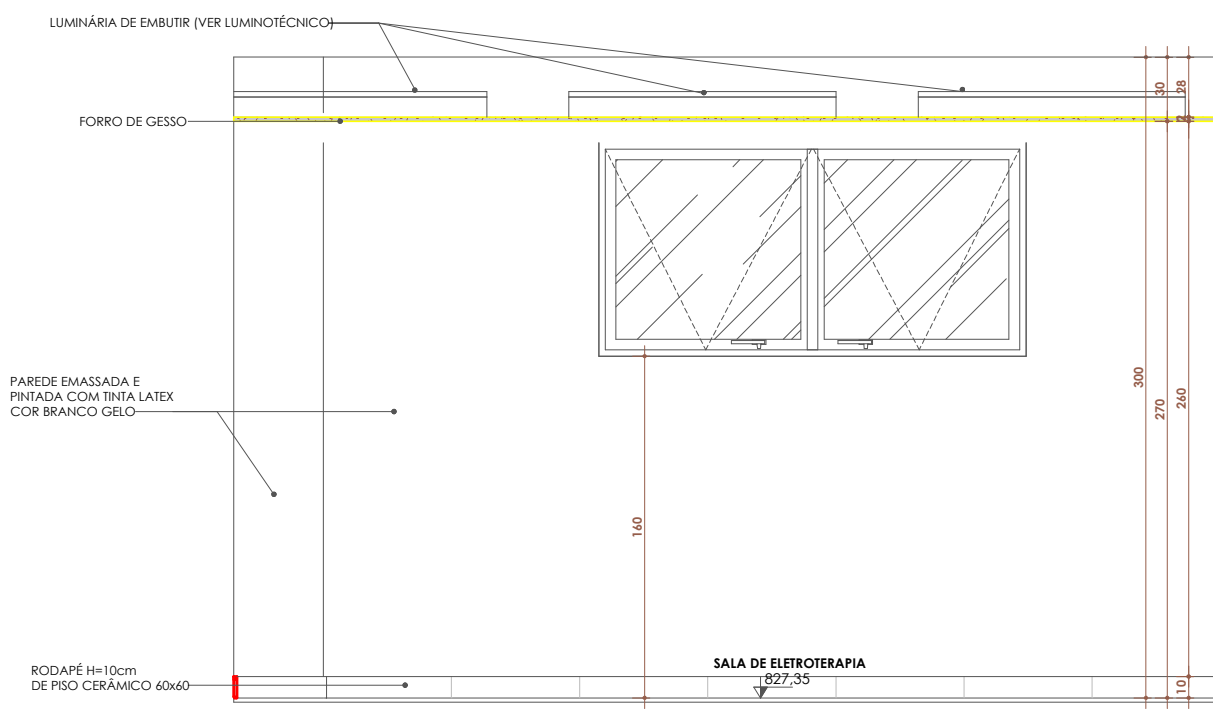 LUMINÁRIA DE EMBUTIR (VER LUMINOTÉCNICO)
30
28
FORRO DE GESSO
2
PAREDE EMASSADA E
PINTADA COM TINTA LATEX
COR BRANCO GELO
300
270
260
160
SALA DE ELETROTERAPIA
827,35
RODAPÉ H=10cm
DE PISO CERÂMICO 60x60
10